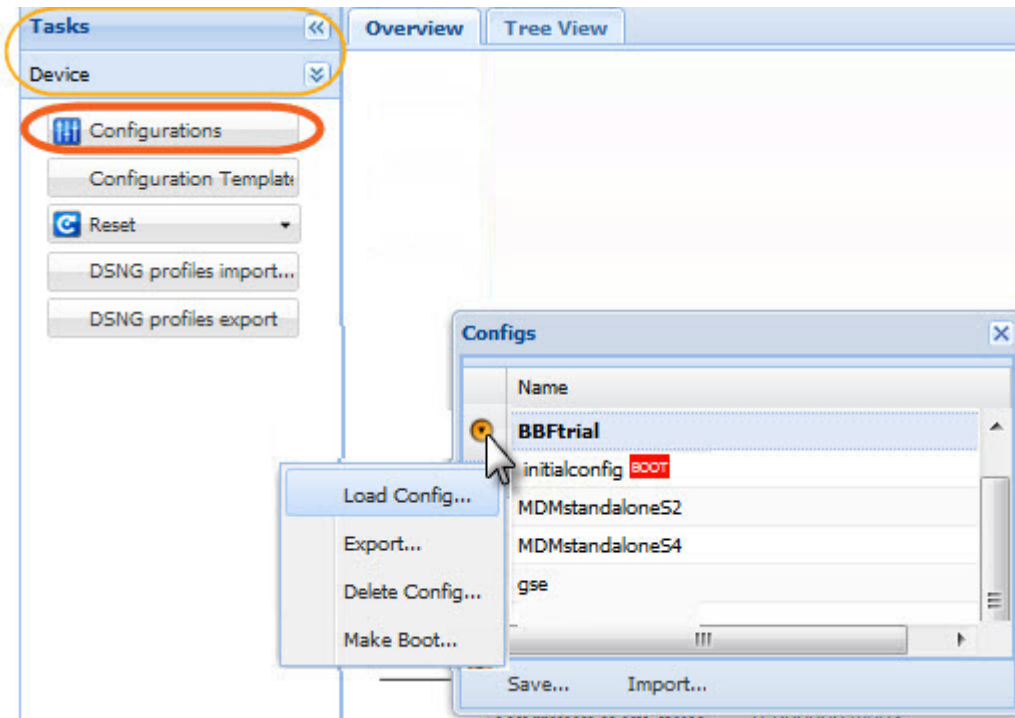 Tasks
Overview
Tree View
Device
Configurations
Configuration Templat
Reset
DSNG profiles import...
DSNG profiles export
Configs
Name
BBFtrial
initialconfig BOOT
MDMstandaloneS2
MDMstandaloneS4
gse
Load Config...
Export...
Delete Config...
Make Boot...
Save...
Import...